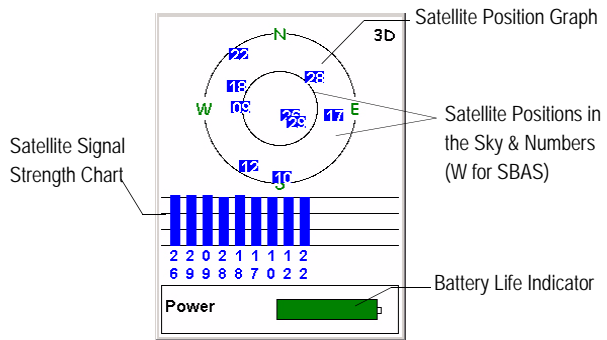 Satellite Position Graph
N
3D
22
28
18
09
W
26
29
17
E
Satellite Positions in
the Sky & Numbers
(W for SBAS)
Satellite Signal
Strength Chart
12
10
S
2 2 0 2 1 1 1 1 2
6 9 9 8 8 7 0 2 2
Battery Life Indicator
Power